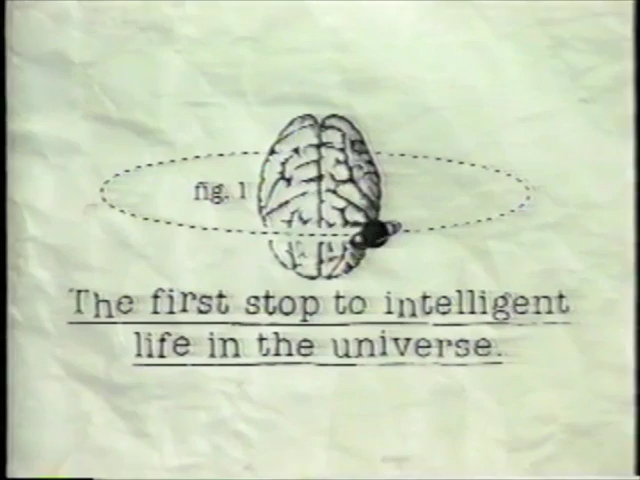 fig. 1
The first stop to intelligent
life in the universe.